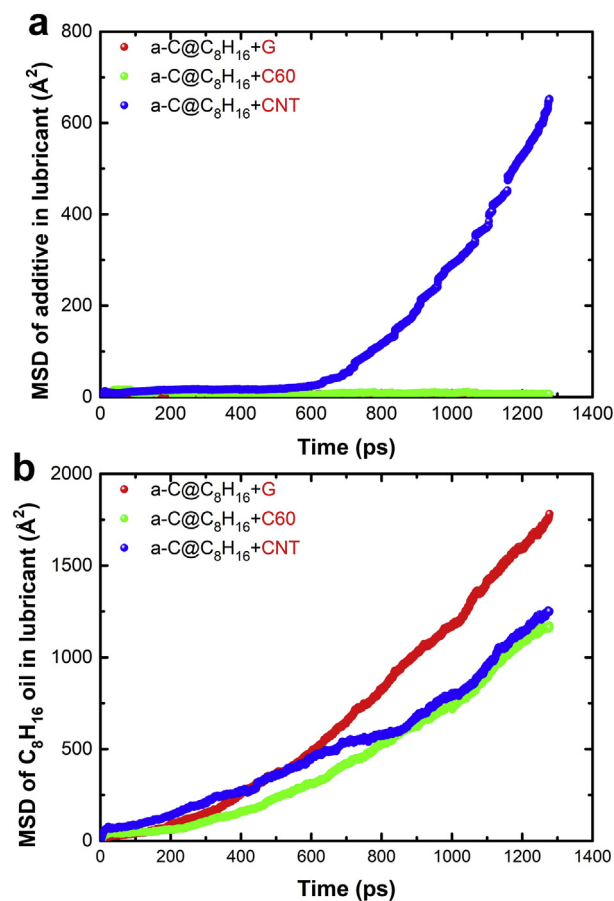 a
800
600
400
200
0
MSD of additive in lubricant (Å²)
a-C@C₈H₁₆+G
a-C@C₈H₁₆+C60
a-C@C₈H₁₆+CNT
0 200 400 600 800 1000 1200 1400
Time (ps)
b
2000
1500
1000
500
0
MSD of C₈H₁₆ oil in lubricant (Å²)
a-C@C₈H₁₆+G
a-C@C₈H₁₆+C60
a-C@C₈H₁₆+CNT
0 200 400 600 800 1000 1200 1400
Time (ps)